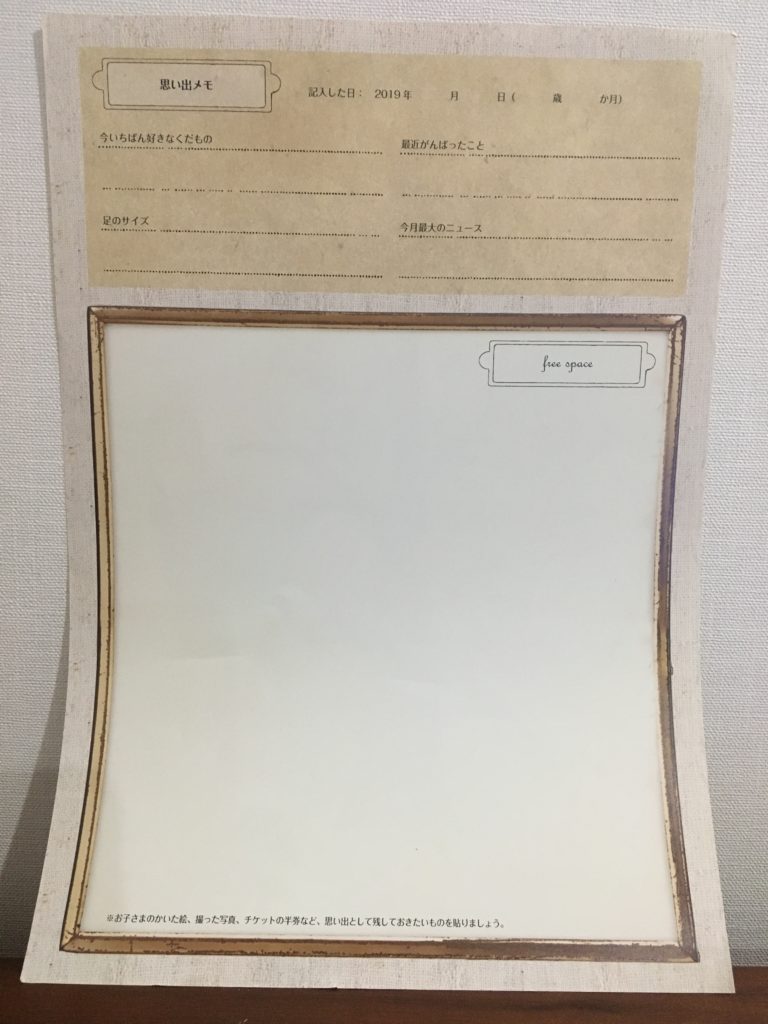 思い出メモ
記入した日： 2019年 月 日（ 歳 か月）
今いちばん好きなくだもの
最近がんばったこと
足のサイズ
今月最大のニュース
free space
※お子さまのかいた絵、撮った写真、チケットの半券など、思い出として残しておきたいものを貼りましょう。